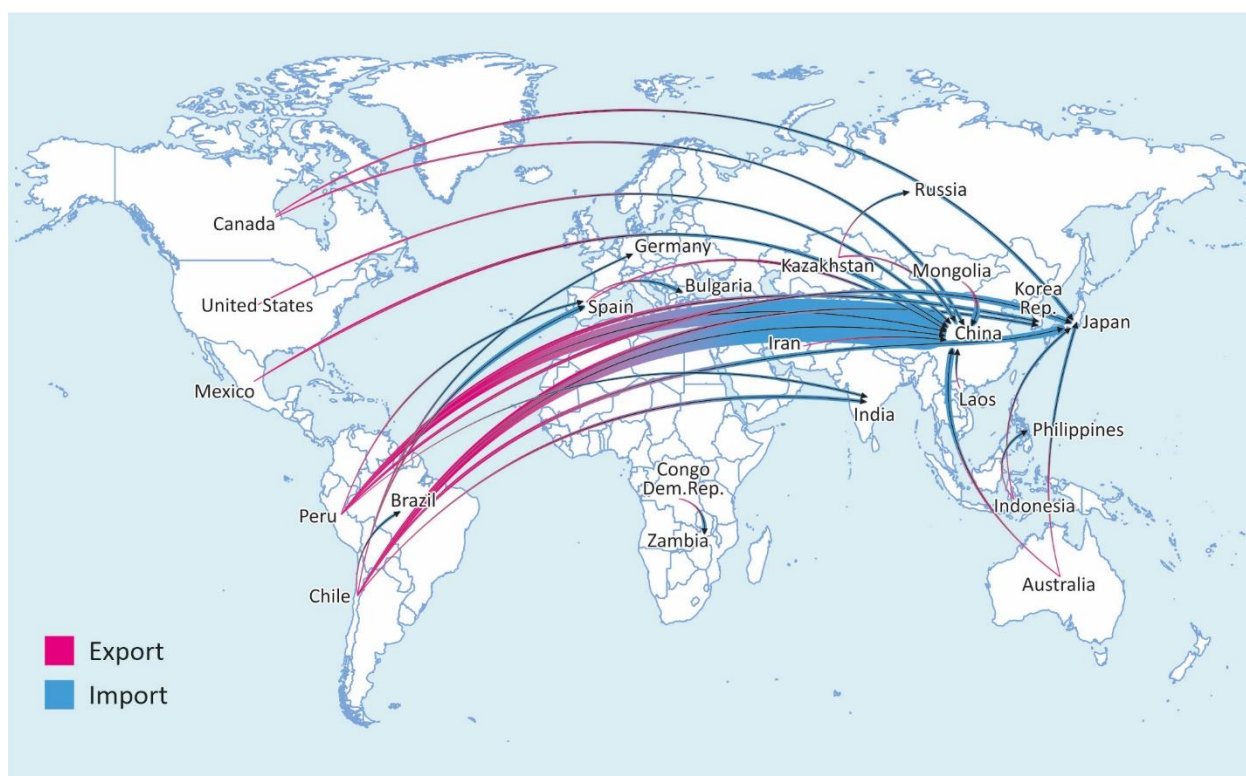 Canada
Russia
Germany
Kazakhstan
Mongolia
Bulgaria
Korea
Rep.
United States
Spain
Japan
China
Iran
Mexico
Laos
India
Philippines
Congo
Dem.Rep.
Brazil
Peru
Indonesia
Zambia
Australia
Chile
Export
Import